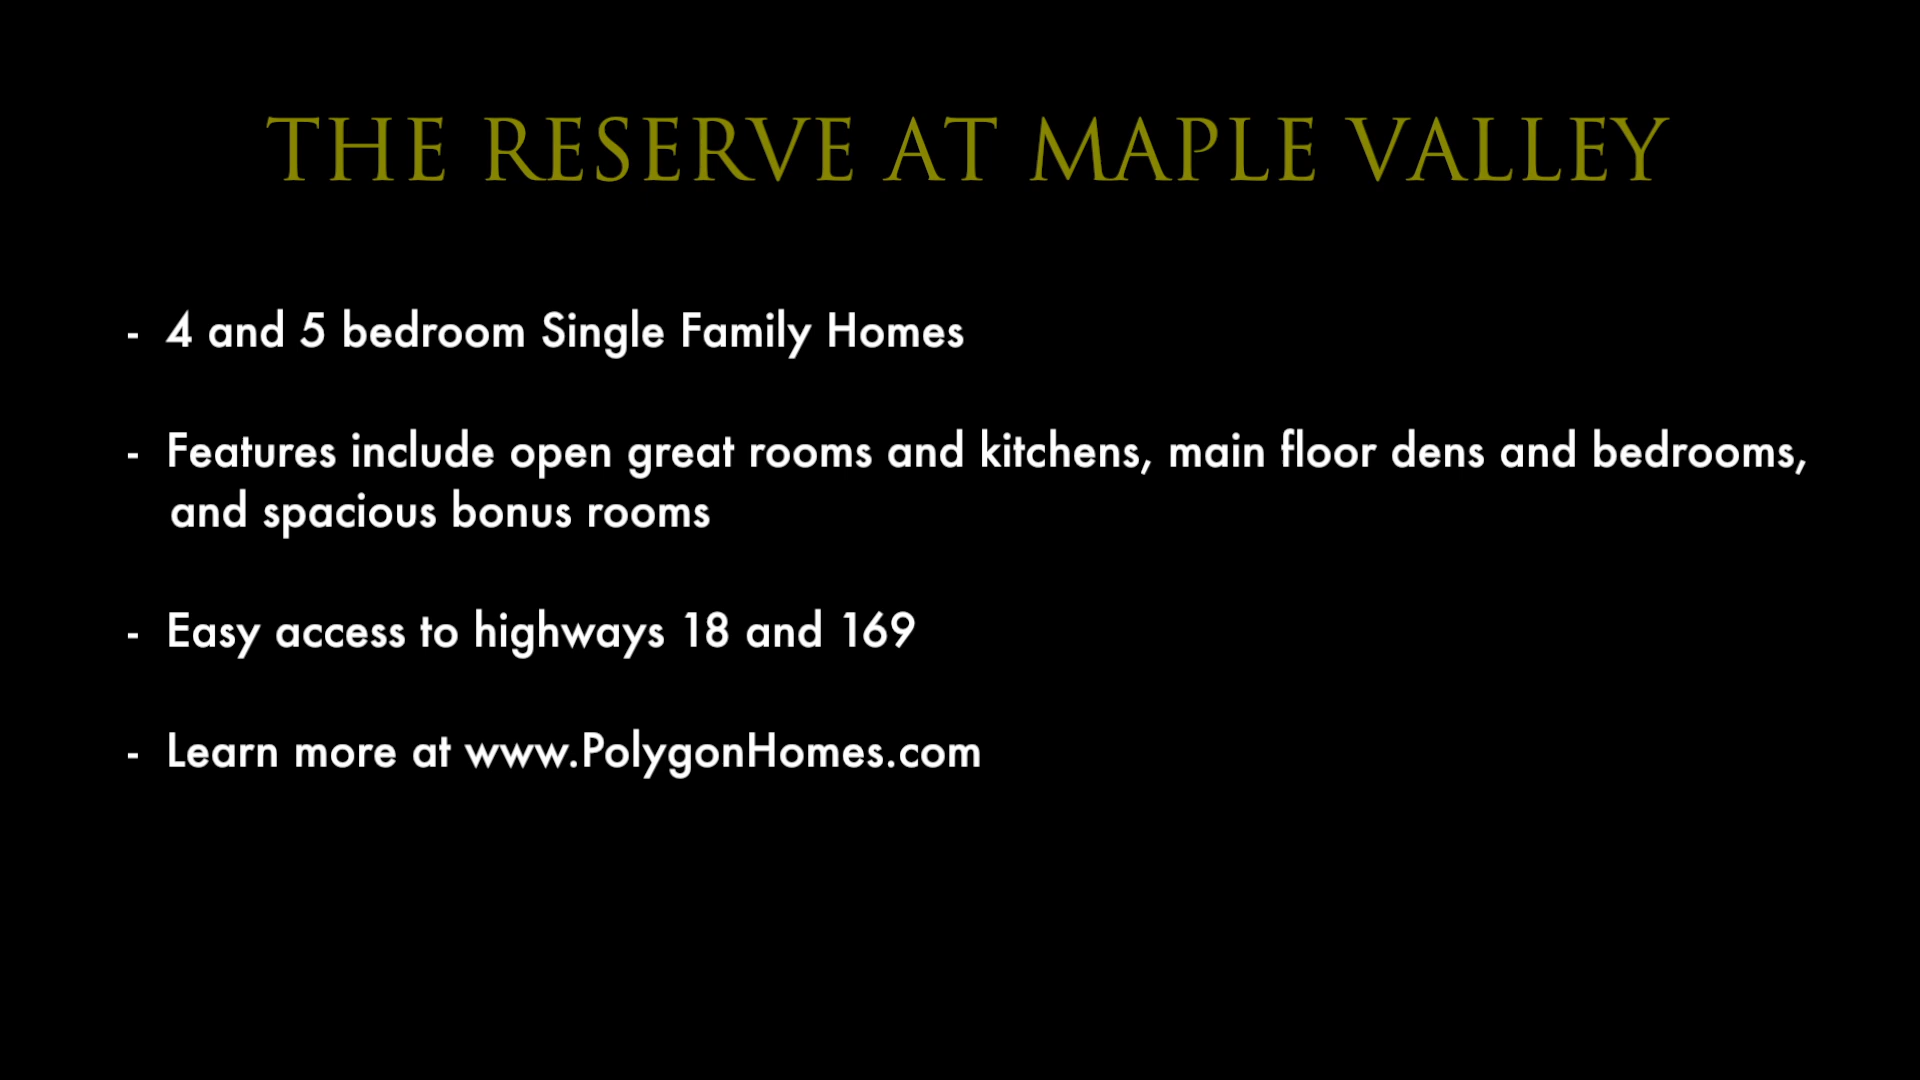 THE RESERVE AT MAPLE VALLEY
- 4 and 5 bedroom Single Family Homes
- Features include open great rooms and kitchens, main floor dens and bedrooms,
and spacious bonus rooms
- Easy access to highways 18 and 169
- Learn more at www.PolygonHomes.com